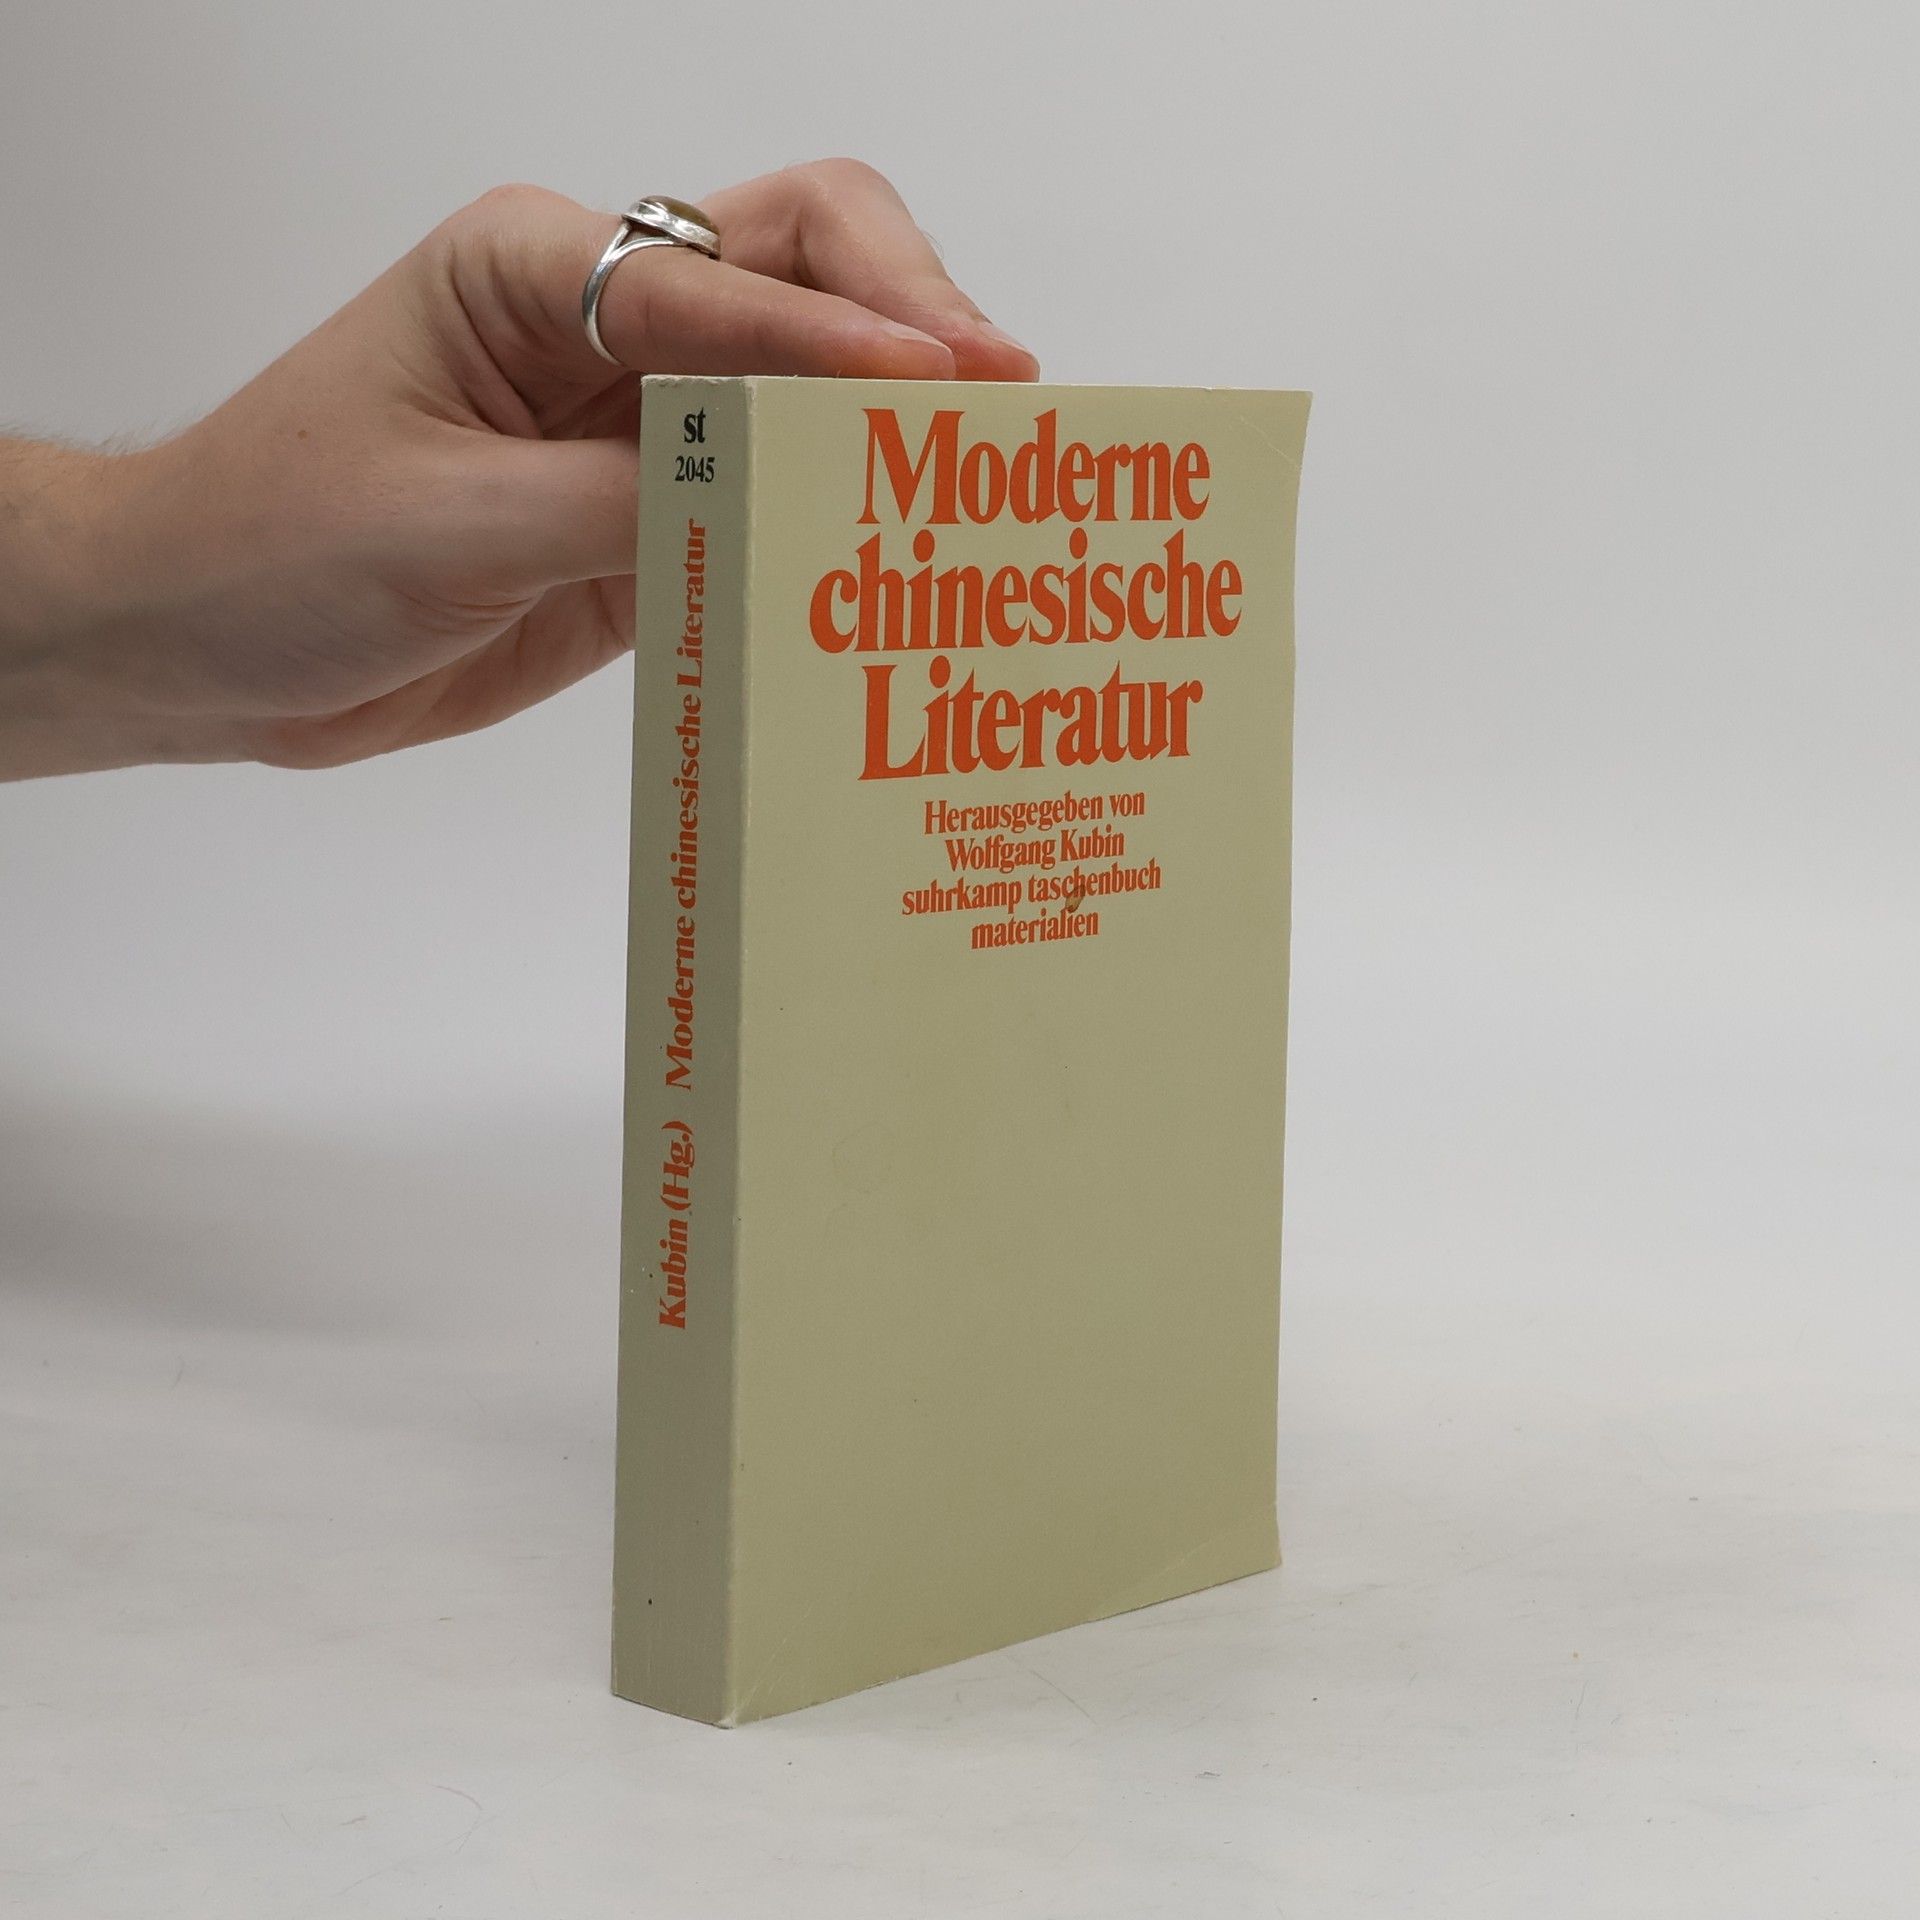 st
2045
Kubin (Hg.) Moderne chinesische Literatur
Moderne
chinesische
Literatur
Herausgegeben von
Wolfgang Kubin
suhrkamp taschenbuch
materialien